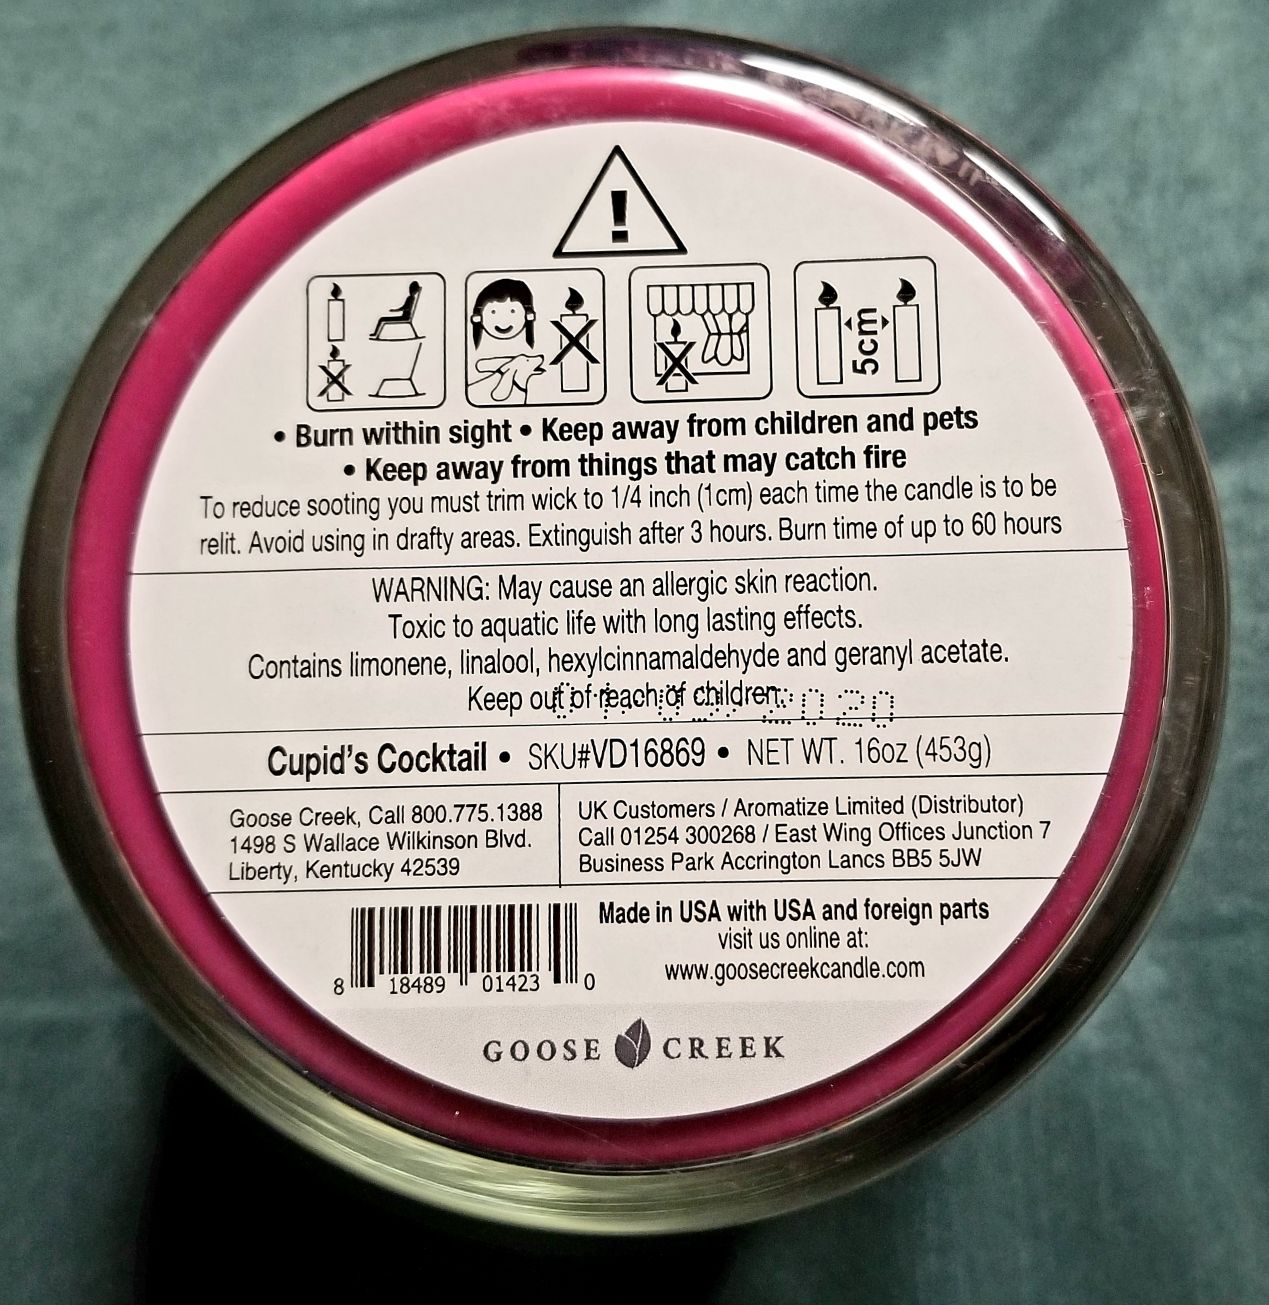 !
5cm
• Burn within sight • Keep away from children and pets
• Keep away from things that may catch fire
To reduce sooting you must trim wick to 1/4 inch (1cm) each time the candle is to be
relit. Avoid using in drafty areas. Extinguish after 3 hours. Burn time of up to 60 hours
WARNING: May cause an allergic skin reaction.
Toxic to aquatic life with long lasting effects.
Contains limonene, linalool, hexylcinnamaldehyde and geranyl acetate.
Keep out of reach of children.
2020
Cupid's Cocktail • SKU#VD16869 • NET WT. 16oz (453g)
Goose Creek, Call 800.775.1388
1498 S Wallace Wilkinson Blvd.
Liberty, Kentucky 42539
UK Customers / Aromatize Limited (Distributor)
Call 01254 300268 / East Wing Offices Junction 7
Business Park Accrington Lancs BB5 5JW
Made in USA with USA and foreign parts
visit us online at:
www.goosecreekcandle.com
8 18489 01423 0
GOOSE CREEK